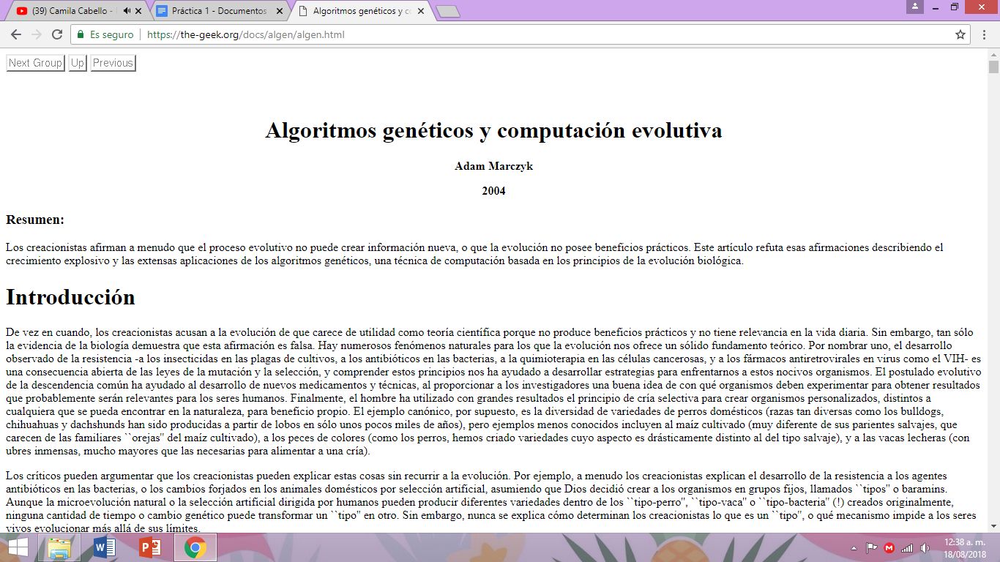 (39) Camila Cabello -
Práctica 1 - Documentos
Algoritmos genéticos y co
Es seguro
https://the-geek.org/docs/algen/algen.html
Next Group Up Previous
Algoritmos genéticos y computación evolutiva
Adam Marczyk
2004
Resumen:
Los creacionistas afirman a menudo que el proceso evolutivo no puede crear información nueva, o que la evolución no posee beneficios prácticos. Este artículo refuta esas afirmaciones describiendo el
crecimiento explosivo y las extensas aplicaciones de los algoritmos genéticos, una técnica de computación basada en los principios de la evolución biológica.
Introducción
De vez en cuando, los creacionistas acusan a la evolución de que carece de utilidad como teoría científica porque no produce beneficios prácticos y no tiene relevancia en la vida diaria. Sin embargo, tan sólo
la evidencia de la biología demuestra que esta afirmación es falsa. Hay numerosos fenómenos naturales para los que la evolución nos ofrece un sólido fundamento teórico. Por nombrar uno, el desarrollo
observado de la resistencia -a los insecticidas en las plagas de cultivos, a los antibióticos en las bacterias, a la quimioterapia en las células cancerosas, y a los fármacos antiretrovirales en virus como el VIH- es
una consecuencia abierta de las leyes de la mutación y la selección, y comprender estos principios nos ha ayudado a desarrollar estrategias para enfrentarnos a estos nocivos organismos. El postulado evolutivo
de la descendencia común ha ayudado al desarrollo de nuevos medicamentos y técnicas, al proporcionar a los investigadores una buena idea de con qué organismos deben experimentar para obtener resultados
que probablemente serán relevantes para los seres humanos. Finalmente, el hombre ha utilizado con grandes resultados el principio de cría selectiva para crear organismos personalizados, distintos a
cualquiera que se pueda encontrar en la naturaleza, para beneficio propio. El ejemplo canónico, por supuesto, es la diversidad de variedades de perros domésticos (razas tan diversas como los bulldogs,
chihuahuas y dachshunds han sido producidas a partir de lobos en sólo unos pocos miles de años), pero ejemplos menos conocidos incluyen al maíz cultivado (muy diferente de sus parientes salvajes, que
carecen de las familiares ``orejas'' del maíz cultivado), a los peces de colores (como los perros, hemos criado variedades cuyo aspecto es drásticamente distinto al del tipo salvaje), y a las vacas lecheras (con
ubres inmensas, mucho mayores que las necesarias para alimentar a una cría).
Los críticos pueden argumentar que los creacionistas pueden explicar estas cosas sin recurrir a la evolución. Por ejemplo, a menudo los creacionistas explican el desarrollo de la resistencia a los agentes
antibióticos en las bacterias, o los cambios forjados en los animales domésticos por selección artificial, asumiendo que Dios decidió crear a los organismos en grupos fijos, llamados ``tipos'' o baramins.
Aunque la microevolución natural o la selección artificial dirigida por humanos pueden producir diferentes variedades dentro de los ``tipo-perro'', ``tipo-vaca'' o ``tipo-bacteria'' (!) creados originalmente,
ninguna cantidad de tiempo o cambio genético puede transformar un ``tipo'' en otro. Sin embargo, nunca se explica cómo determinan los creacionistas lo que es un ``tipo'', o qué mecanismo impide a los seres
vivos evolucionar más allá de sus límites.
12:38 a. m.
18/08/2018